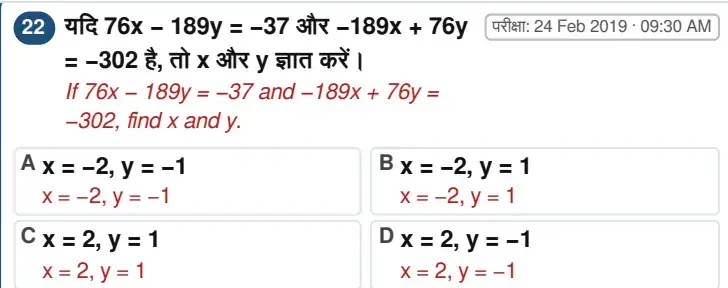 22 यदि 76x − 189y = −37 और −189x + 76y परीक्षा: 24 Feb 2019 · 09:30 AM
= −302 है, तो x और y ज्ञात करें।
If 76x − 189y = −37 and −189x + 76y =
−302, find x and y.
A x = −2, y = −1 B x = −2, y = 1
x = −2, y = −1 x = −2, y = 1
C x = 2, y = 1 D x = 2, y = −1
x = 2, y = 1 x = 2, y = −1